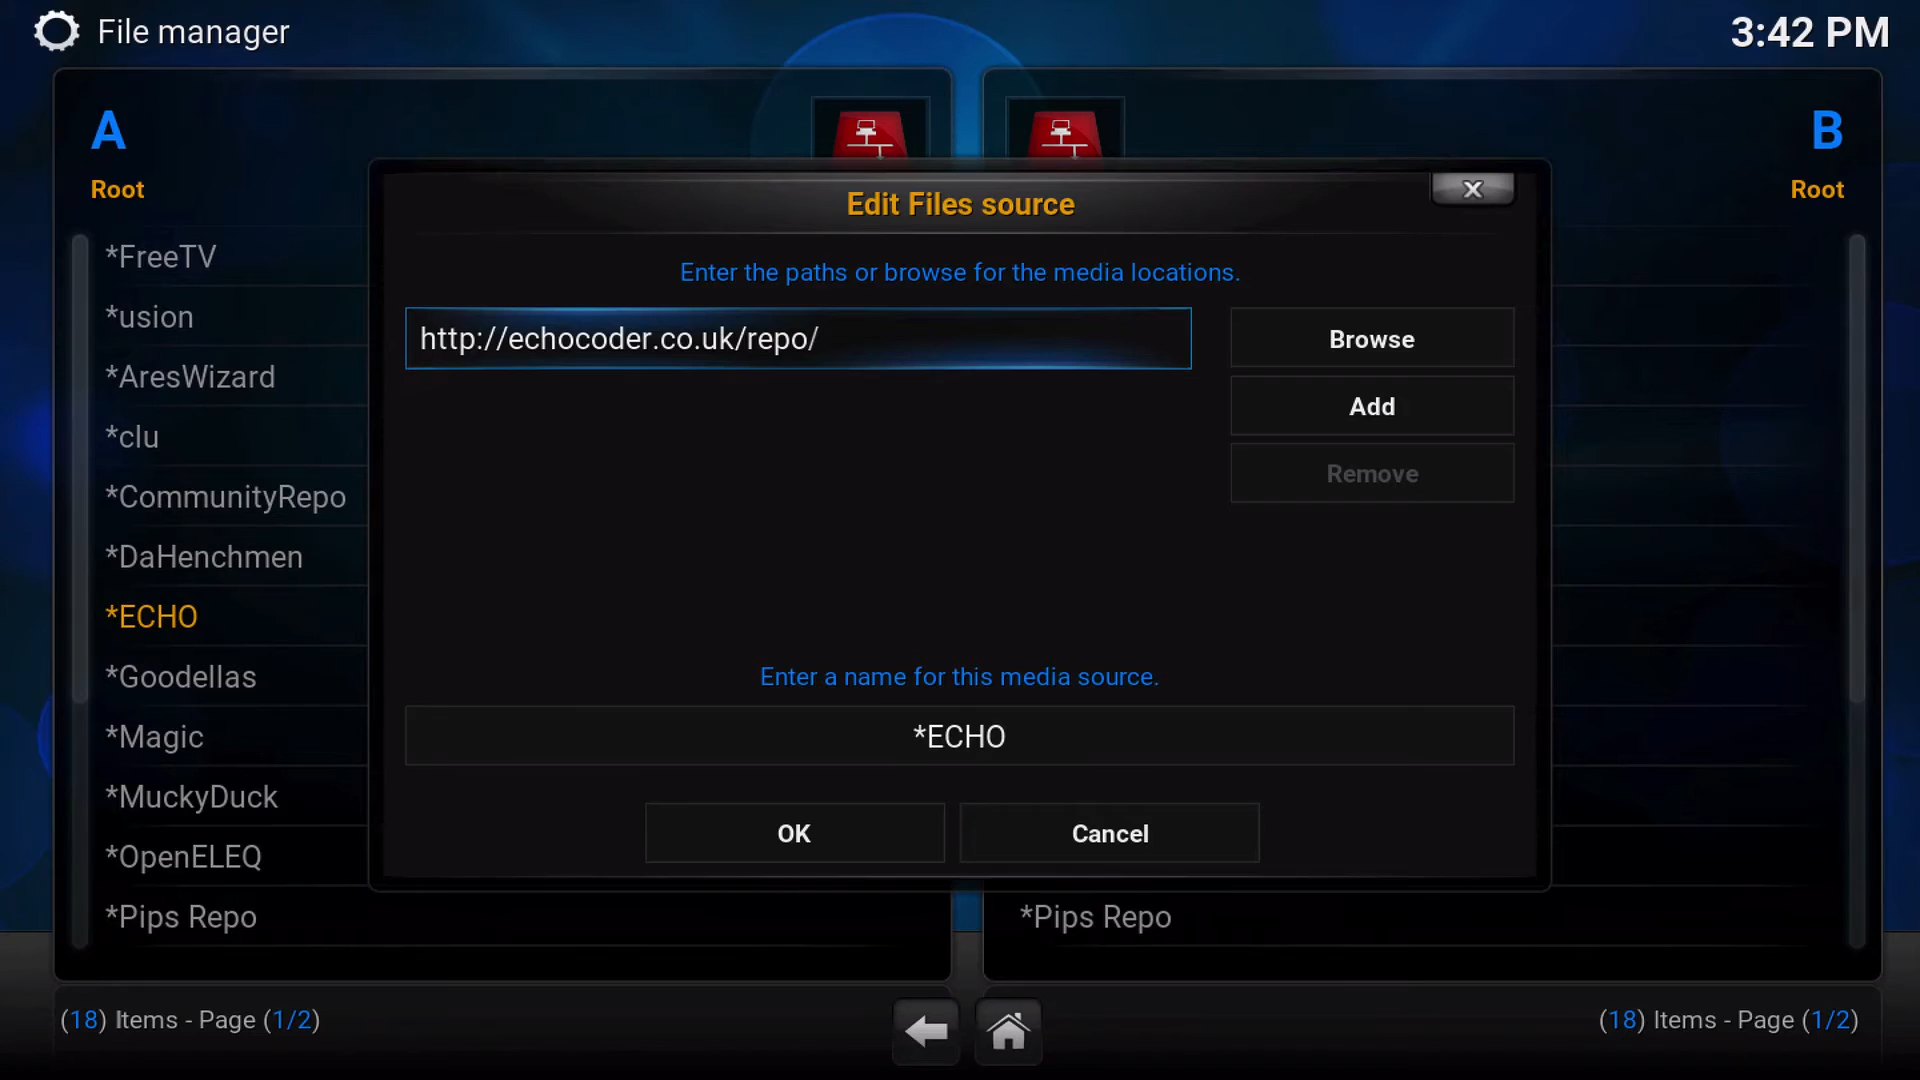 File manager
3:42 PM
A
B
Root
Root
*FreeTV
*usion
*AresWizard
*clu
*CommunityRepo
*DaHenchmen
*ECHO
*Goodellas
*Magic
*MuckyDuck
*OpenELEQ
*Pips Repo
Edit Files source
X
Enter the paths or browse for the media locations.
http://echocoder.co.uk/repo/
Browse
Add
Remove
Enter a name for this media source.
*ECHO
OK
Cancel
*Pips Repo
(18) Items - Page (1/2)
(18) Items - Page (1/2)